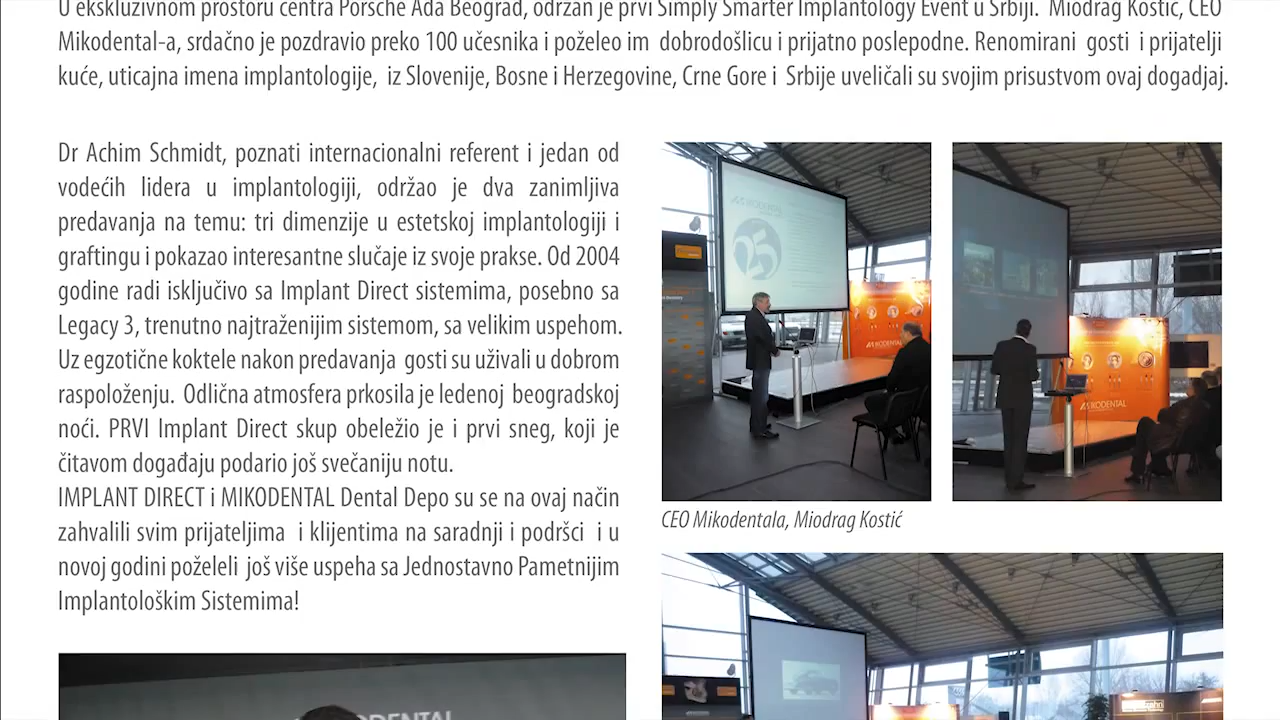 U ekskluzivnom prostoru centra Porsche Ada Beograd, održan je prvi Simply Smarter Implantology Event u Srbiji. Miodrag Kostić, CEO
Mikodental-a, srdačno je pozdravio preko 100 učesnika i poželeo im dobrodošlicu i prijatno poslepodne. Renomirani gosti i prijatelji
kuće, uticajna imena implantologije, iz Slovenije, Bosne i Herzegovine, Crne Gore i Srbije uveličali su svojim prisustvom ovaj dogadjaj.
Dr Achim Schmidt, poznati internacionalni referent i jedan od
vodećih lidera u implantologiji, održao je dva zanimljiva
predavanja na temu: tri dimenzije u estetskoj implantologiji i
graftingu i pokazao interesantne slučaje iz svoje prakse. Od 2004
godine radi isključivo sa Implant Direct sistemima, posebno sa
Legacy 3, trenutno najtraženijim sistemom, sa velikim uspehom.
Uz egzotične koktele nakon predavanja gosti su uživali u dobrom
raspoloženju. Odlična atmosfera prkosila je ledenoj beogradskoj
noći. PRVI Implant Direct skup obeležio je i prvi sneg, koji je
čitavom događaju podario još svečaniju notu.
IMPLANT DIRECT i MIKODENTAL Dental Depo su se na ovaj način
zahvalili svim prijateljima i klijentima na saradnji i podršci i u
novoj godini poželeli još više uspeha sa Jednostavno Pametnijim
Implantološkim Sistemima!
MIKODENTAL
25
MIKODENTAL
MIKODENTAL
CEO Mikodentala, Miodrag Kostić